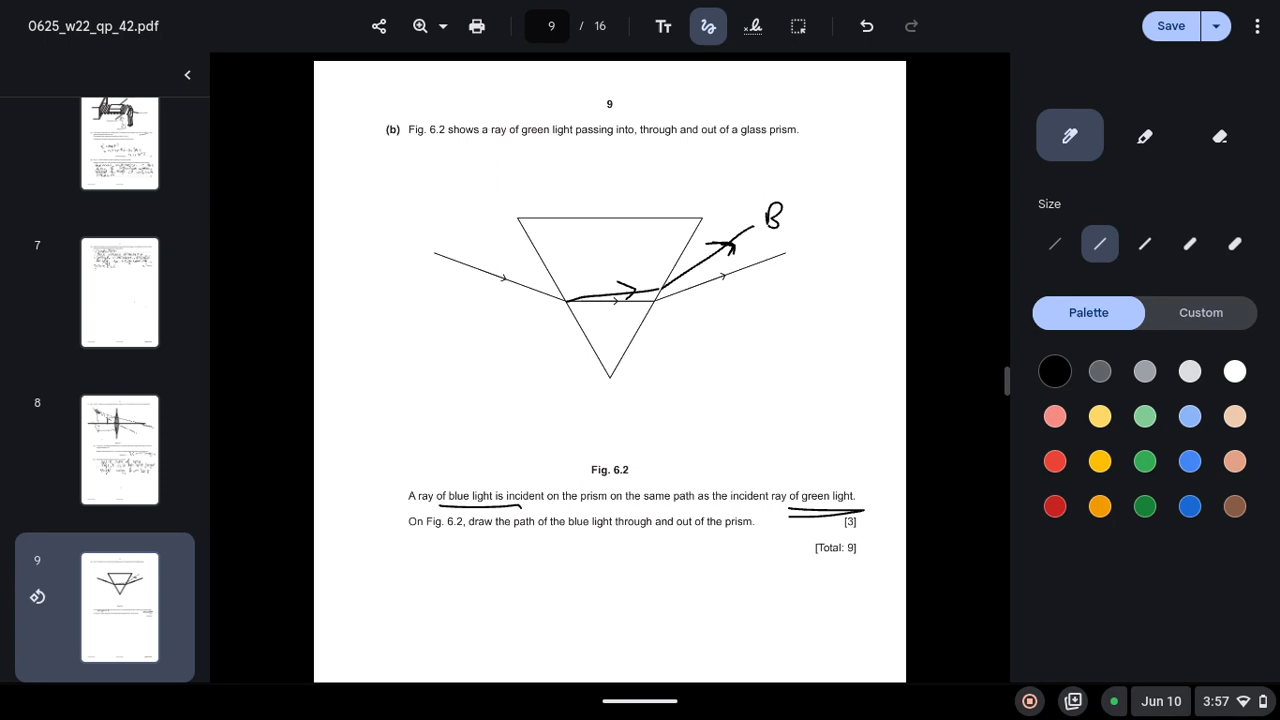 0625_w22_qp_42.pdf
9 / 16
Save
7
8
9
9
(b) Fig. 6.2 shows a ray of green light passing into, through and out of a glass prism.
B
Fig. 6.2
A ray of blue light is incident on the prism on the same path as the incident ray of green light.
On Fig. 6.2, draw the path of the blue light through and out of the prism. [3]
[Total: 9]
Size
Palette
Custom
Jun 10
3:57